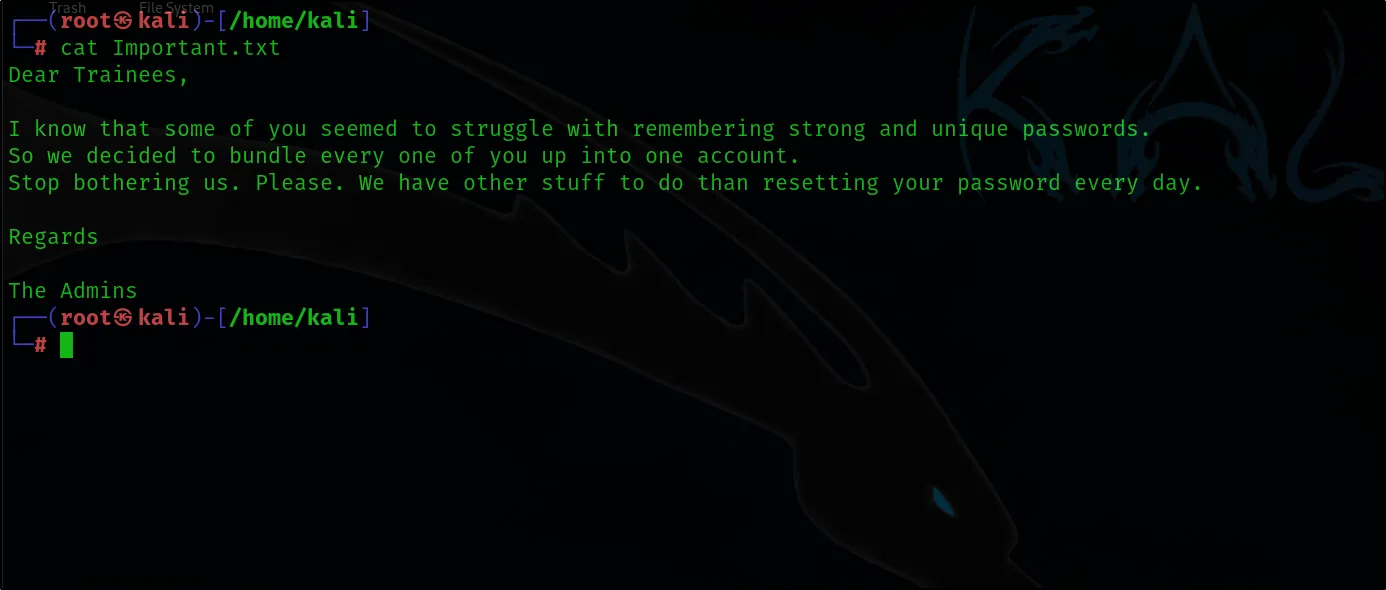 Trash File System
┌──(root㉿kali)-[/home/kali]
└─# cat Important.txt
Dear Trainees,
I know that some of you seemed to struggle with remembering strong and unique passwords.
So we decided to bundle every one of you up into one account.
Stop bothering us. Please. We have other stuff to do than resetting your password every day.
Regards
The Admins
┌──(root㉿kali)-[/home/kali]
└─#
KAL